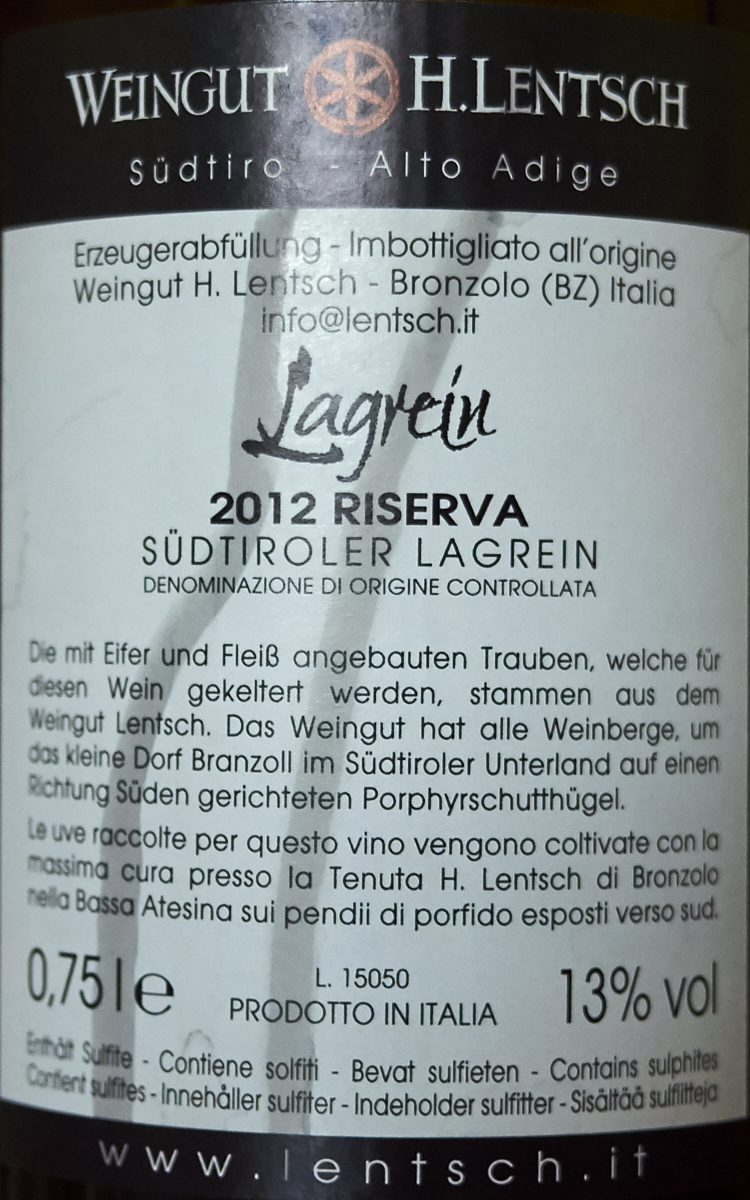 WEINGUT H.LENTSCH
Südtiro - Alto Adige
Erzeugerabfüllung - Imbottigliato all'origine
Weingut H. Lentsch - Bronzolo (BZ) Italia
info@lentsch.it
Lagrein
2012 RISERVA
SÜDTIROLER LAGREIN
DENOMINAZIONE DI ORIGINE CONTROLLATA
Die mit Eifer und Fleiß angebauten Trauben, welche für
diesen Wein gekeltert werden, stammen aus dem
Weingut Lentsch. Das Weingut hat alle Weinberge, um
das kleine Dorf Branzoll im Südtiroler Unterland auf einen
Richtung Süden gerichteten Porphyrschutthügel.
Le uve raccolte per questo vino vengono coltivate con la
massima cura presso la Tenuta H. Lentsch di Bronzolo
nella Bassa Atesina sui pendii di porfido esposti verso sud.
0,75 l e
L. 15050
PRODOTTO IN ITALIA
13% vol
Enthält Sulfite - Contiene solfiti - Bevat sulfieten - Contains sulphites
Contient sulfites - Innehåller sulfiter - Indeholder sulfitter - Sisältää sulfiitteja
www.lentsch.it